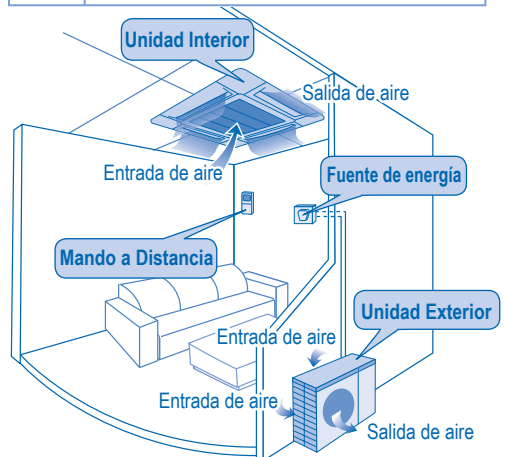 Unidad Interior
Salida de aire
Entrada de aire
Fuente de energía
Mando a Distancia
Unidad Exterior
Entrada de aire
Entrada de aire
Salida de aire